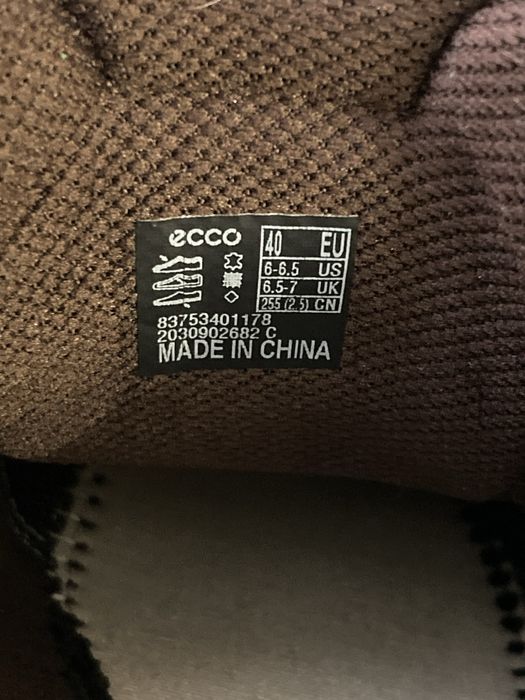 ecco
40 EU
6-6.5 US
6.5-7 UK
255 (2.5) CN
83753401178
2030902682 C
MADE IN CHINA